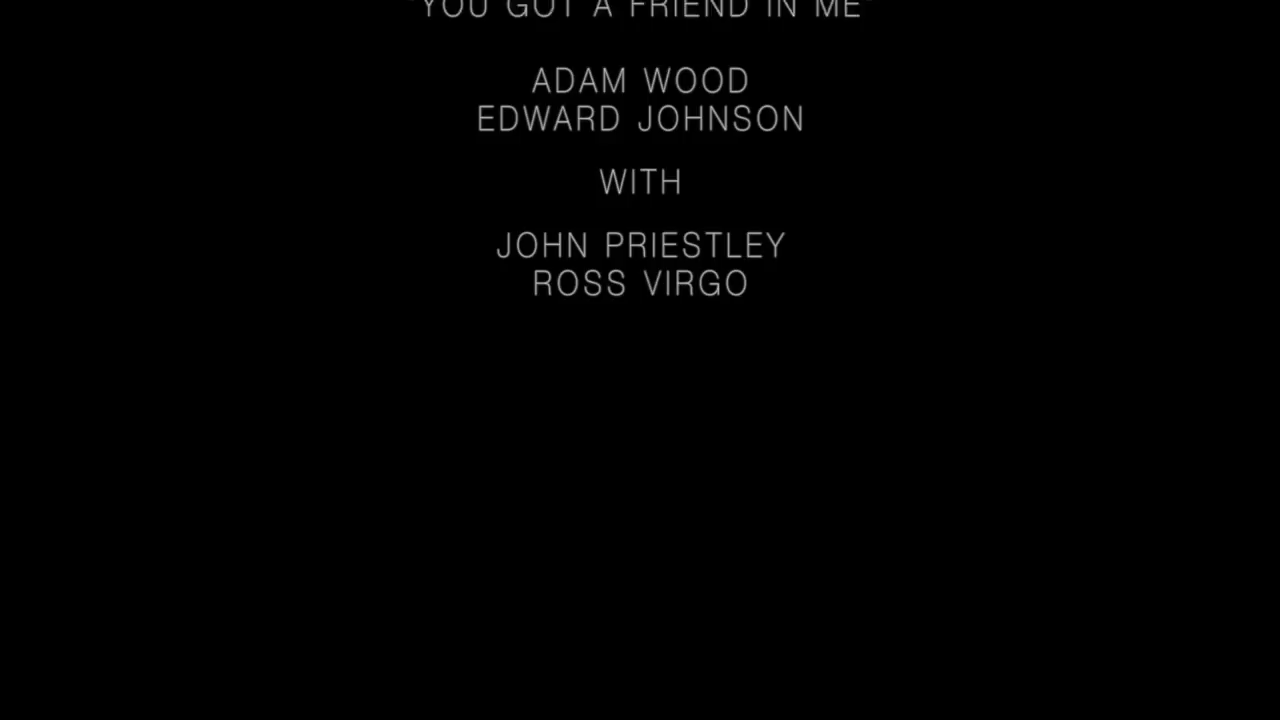 "YOU GOT A FRIEND IN ME"
ADAM WOOD
EDWARD JOHNSON
WITH
JOHN PRIESTLEY
ROSS VIRGO